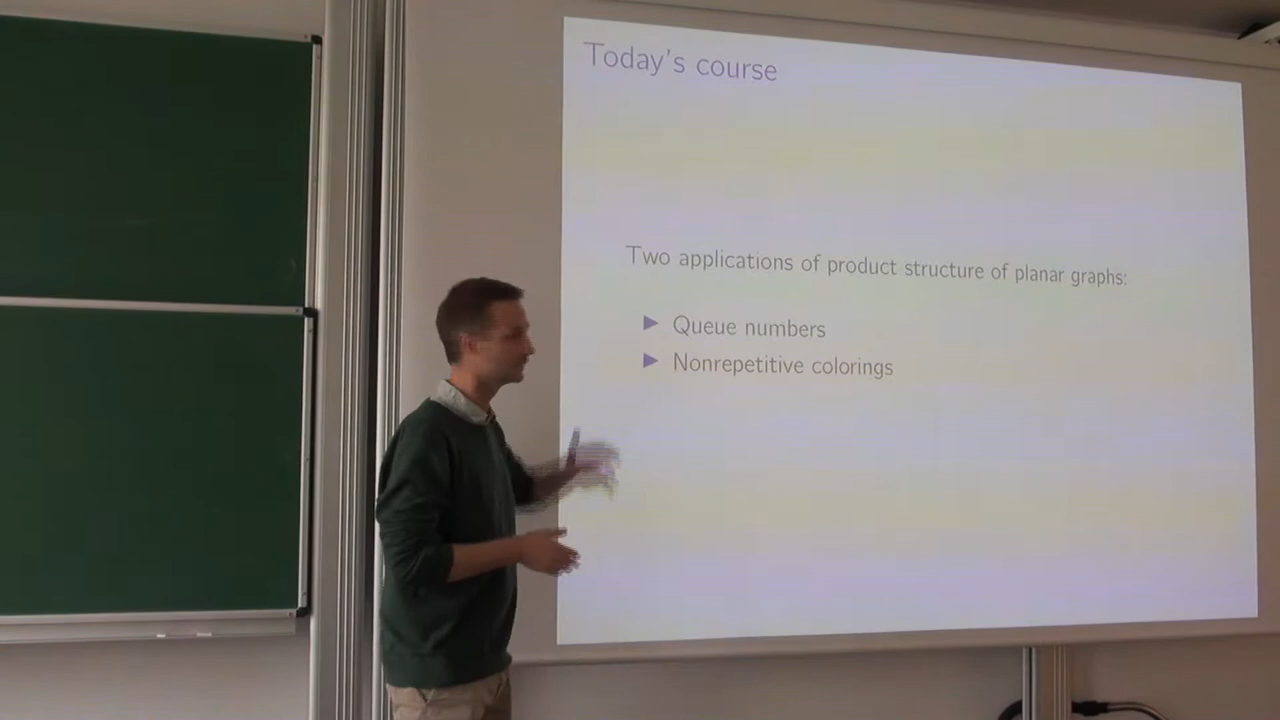 Today's course
Two applications of product structure of planar graphs:
Queue numbers
Nonrepetitive colorings